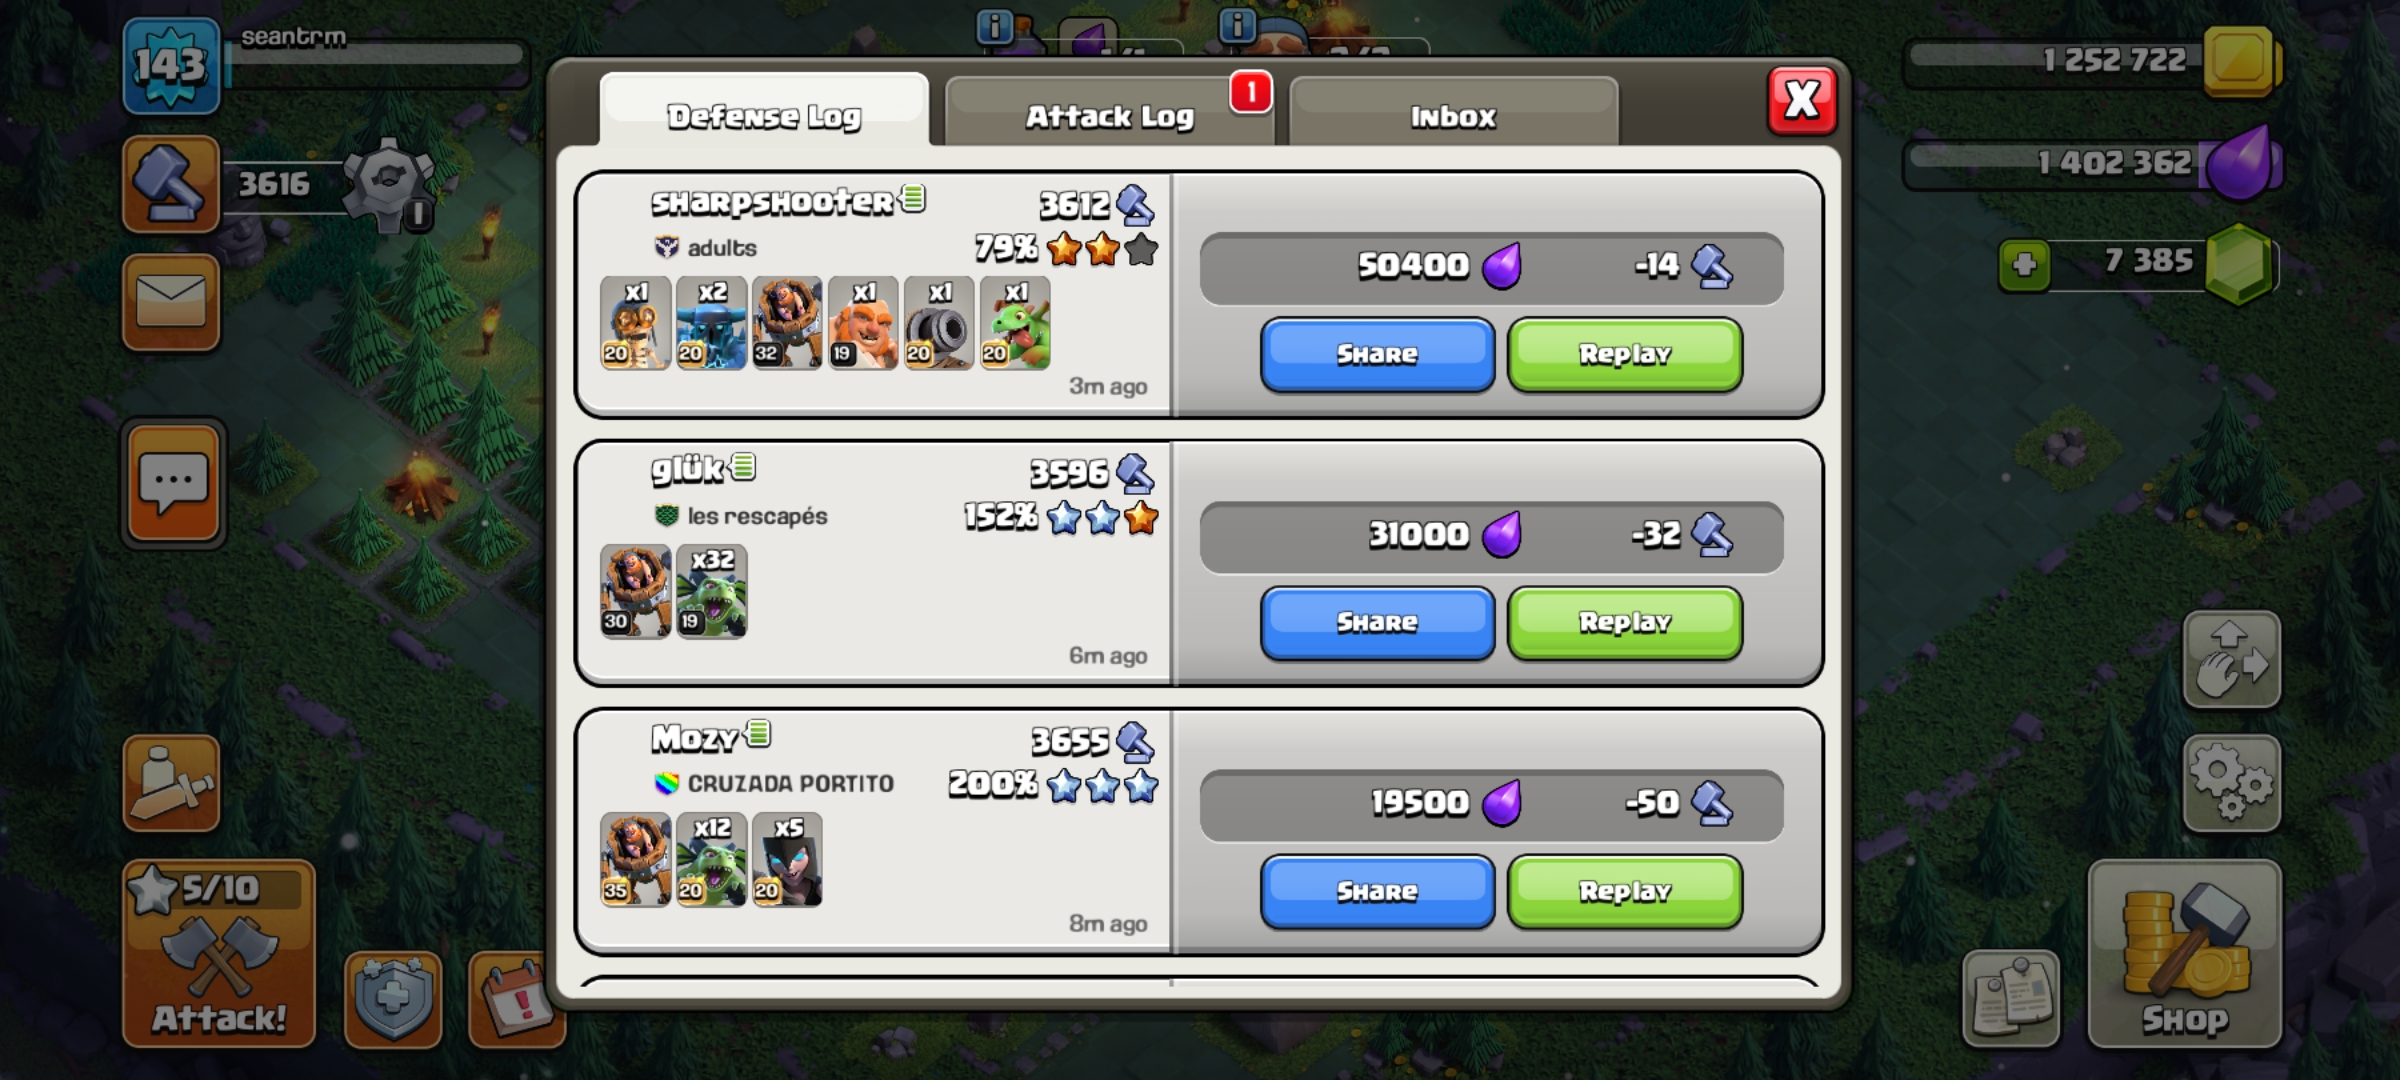 143
seantrm
1 252 722
Defense Log
Attack Log
1
Inbox
X
3616
I
1 402 362
7 385
sharpshooter
3612
adults
79%
x1
x2
x1
x1
x1
20
20
32
19
20
20
3m ago
50400
-14
Share
Replay
glük
3596
les rescapés
152%
x32
30
19
6m ago
31000
-32
Share
Replay
Mozy
3655
CRUZADA PORTITO
200%
x12
x5
35
20
20
8m ago
19500
-50
Share
Replay
5/10
Attack!
Shop